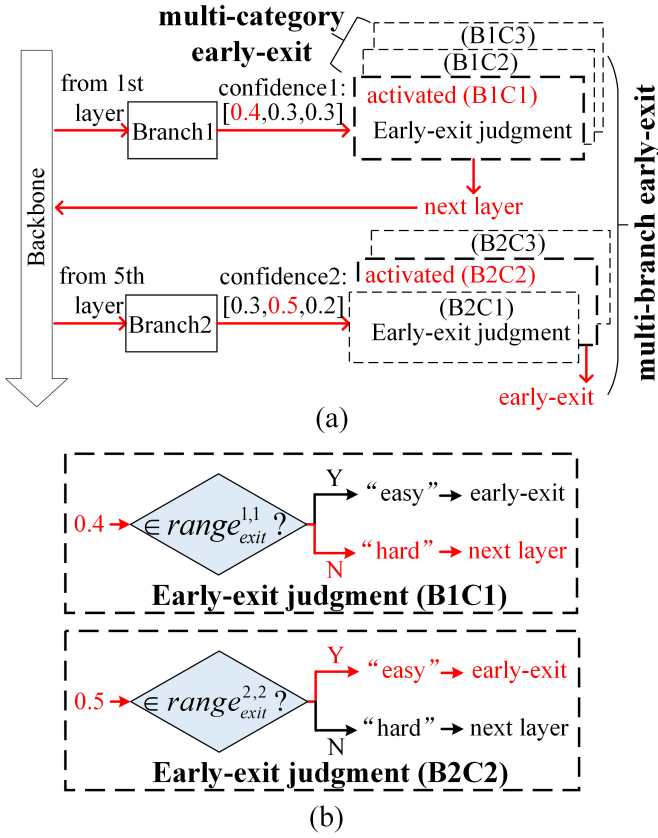 multi-category
early-exit
(B1C3)
(B1C2)
from 1st
layer
Branch1
confidence1:
[0.4,0.3,0.3]
activated (B1C1)
Early-exit judgment
next layer
Backbone
multi-branch early-exit
from 5th
layer
Branch2
confidence2:
[0.3,0.5,0.2]
(B2C3)
activated (B2C2)
(B2C1)
Early-exit judgment
early-exit
(a)
0.4
∈ range^{1,1}_{exit} ?
Y
“easy” early-exit
N
“hard” next layer
Early-exit judgment (B1C1)
0.5
∈ range^{2,2}_{exit} ?
Y
“easy” early-exit
N
“hard” next layer
Early-exit judgment (B2C2)
(b)